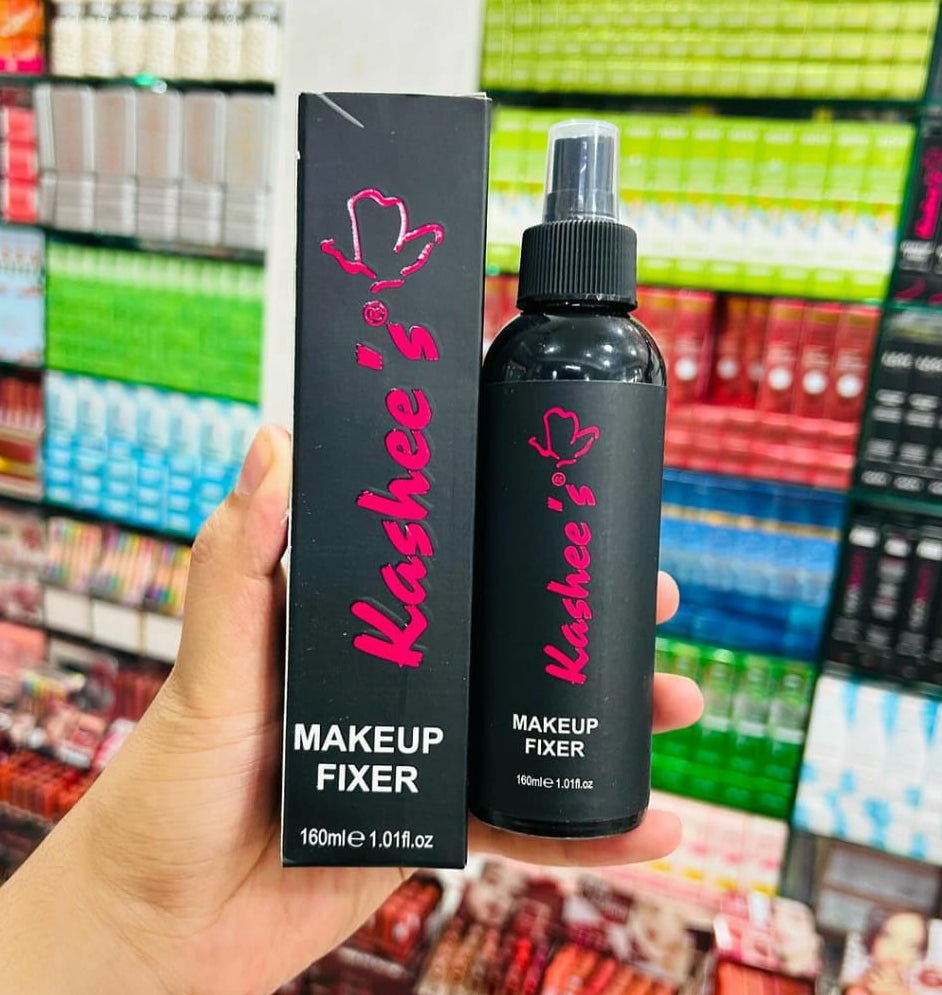 Kashee's®
MAKEUP
FIXER
160ml℮ 1.01fl.oz
Kashee's®
MAKEUP
FIXER
160ml℮ 1.01fl.oz